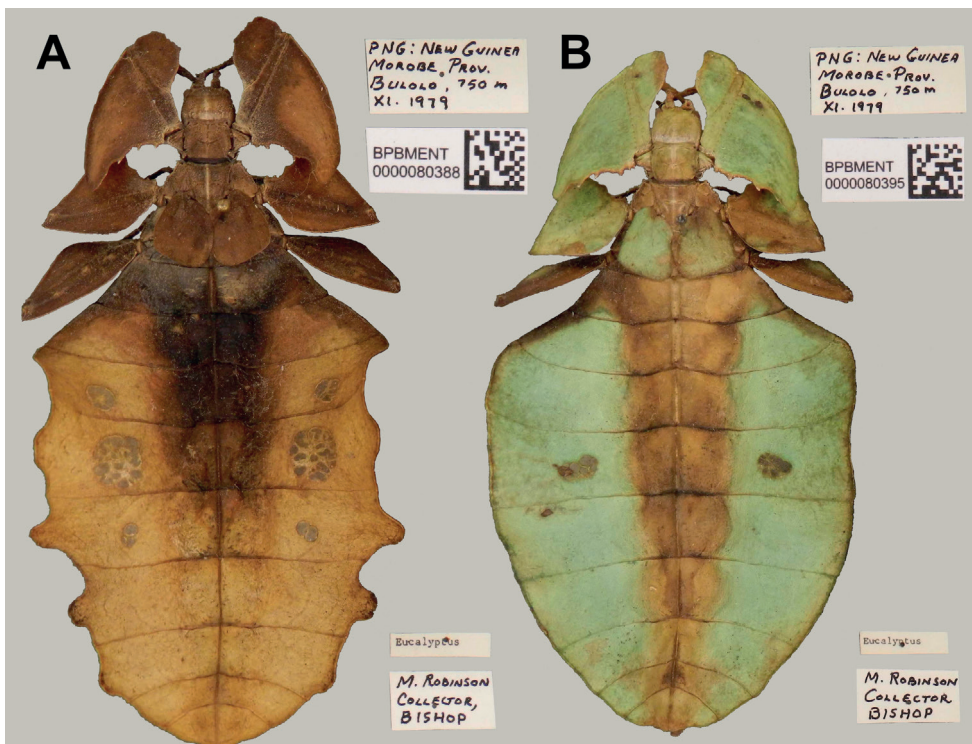 A
PNG: NEW GUINEA
MOROBE. PROV.
BULOLO, 750 m
XI. 1979
BPBMENT
0000080388
Eucalyptus
M. ROBINSON
COLLECTOR,
BISHOP
B
PNG: NEW GUINEA
MOROBE. PROV.
BULOLO, 750 m
XI. 1979
BPBMENT
0000080395
Eucalyptus
M. ROBINSON
COLLECTOR
BISHOP